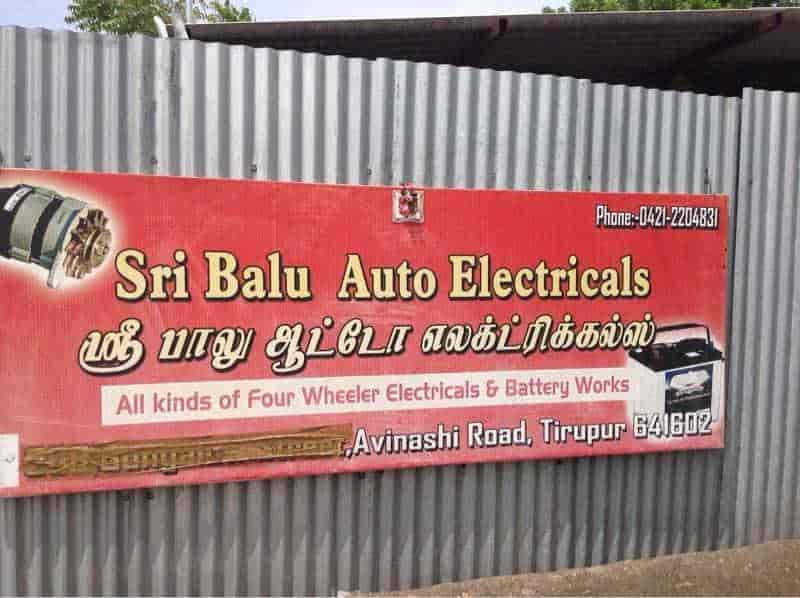 Phone:-0421-2204831
Sri Balu Auto Electricals
ஸ்ரீ பாலு ஆட்டோ எலக்ட்ரிக்கல்ஸ்
All kinds of Four Wheeler Electricals & Battery Works
,Avinashi Road, Tirupur 641602